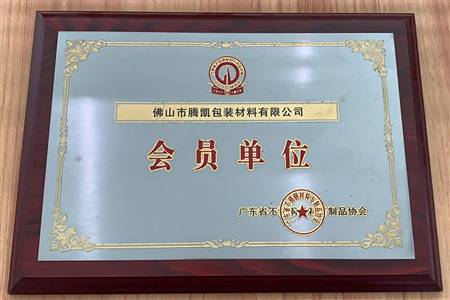 佛山市腾凯包装材料有限公司
会员单位
广东省不 制品协会